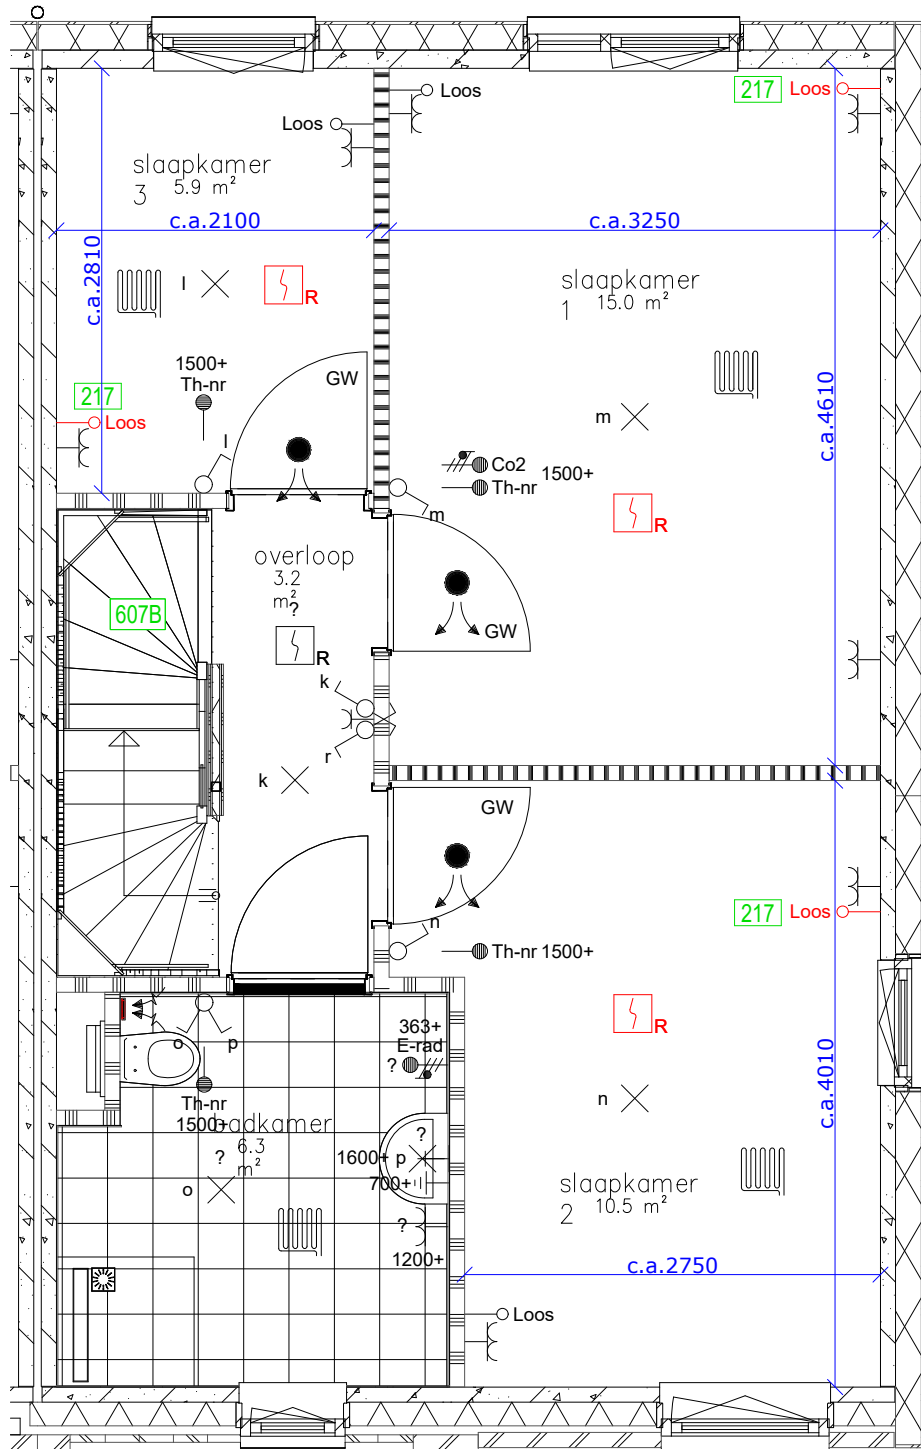 Loos
217 Loos
Loos
slaapkamer
3 5.9 m²
c.a.2100
c.a.3250
c.a.2810
slaapkamer
1 15.0 m²
l
R
1500+
Th-nr
GW
c.a.4610
217
Loos
m
l
Co2
Th-nr 1500+
m
R
overloop
3.2
m²
?
607B
GW
R
k
r
k
GW
n
217 Loos
Th-nr 1500+
o
p
363+
E-rad
?
R
Th-nr
1500+
badkamer
6.3
m²
?
n
c.a.4010
?
1600+ p
700+
o
slaapkamer
2 10.5 m²
?
1200+
c.a.2750
Loos